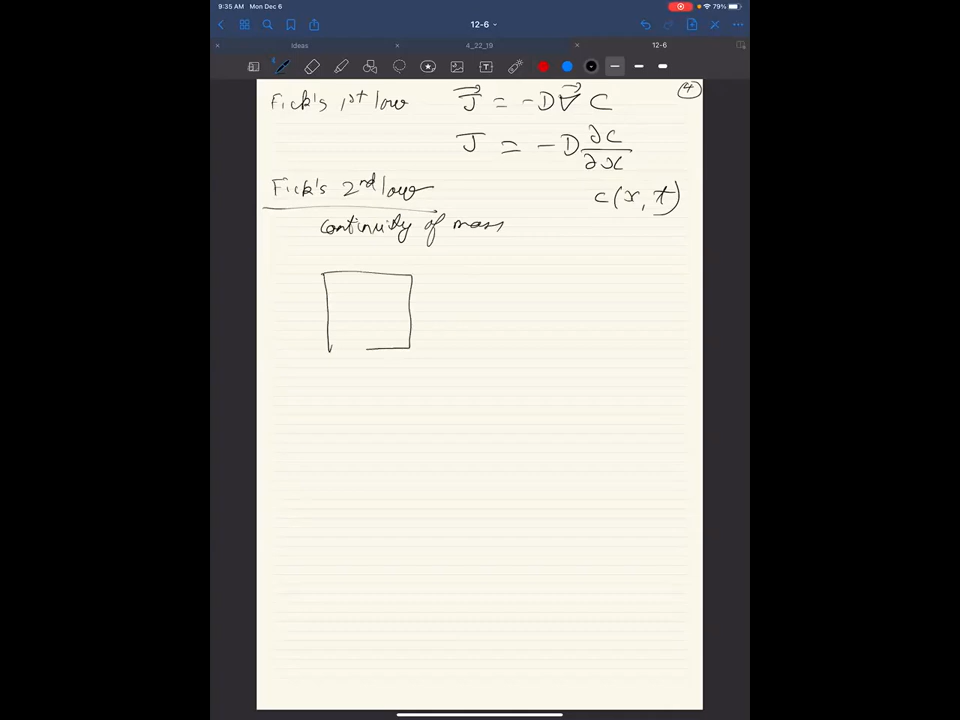 9:35 AM Mon Dec 6
79%
12-6
Ideas
4_22_19
12-6
Fick's 1st law J⃗ = -D∇⃗ C
4
J = -D ∂C/∂x
Fick's 2nd law
c(x, t)
continuity of mass